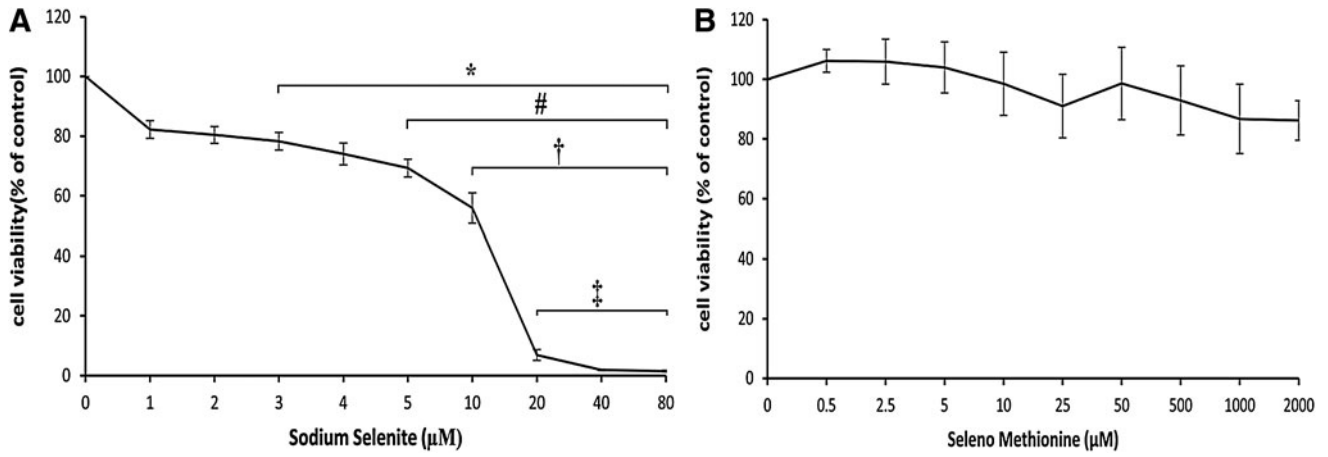 A
120
100
80
60
40
20
0
cell viability(% of control)
*
#
†
‡
0 1 2 3 4 5 10 20 40 80
Sodium Selenite (μM)
B
120
100
80
60
40
20
0
cell viability (% of control)
0 0.5 2.5 5 10 25 50 500 1000 2000
Seleno Methionine (μM)